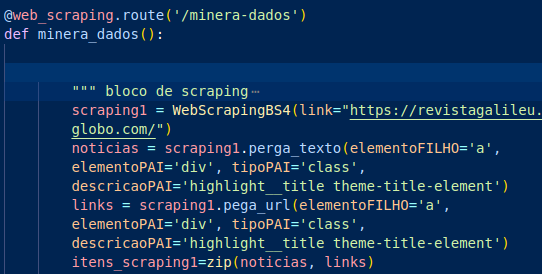 @web_scraping.route('/minera-dados')
def minera_dados():
""" bloco de scraping ⋯
scraping1 = WebScrapingBS4(link="https://revistagalileu.
globo.com/")
noticias = scraping1.perga_texto(elementoFILHO='a',
elementoPAI='div', tipoPAI='class',
descricaoPAI='highlight__title theme-title-element')
links = scraping1.pega_url(elementoFILHO='a',
elementoPAI='div', tipoPAI='class',
descricaoPAI='highlight__title theme-title-element')
itens_scraping1=zip(noticias, links)